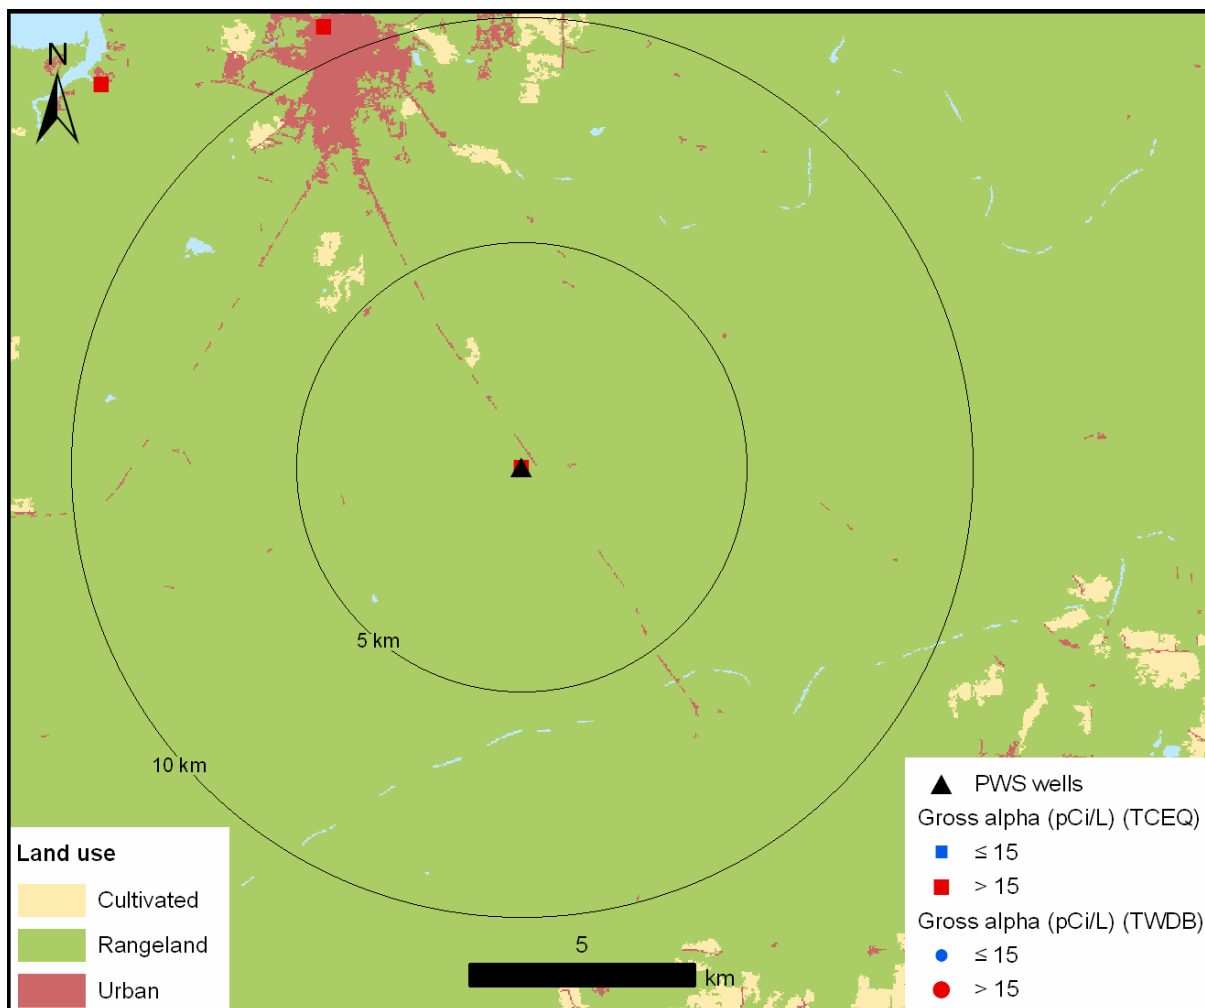 N
5 km
10 km
PWS wells
Gross alpha (pCi/L) (TCEQ)
≤ 15
> 15
Gross alpha (pCi/L) (TWDB)
≤ 15
> 15
Land use
Cultivated
Rangeland
Urban
5
km